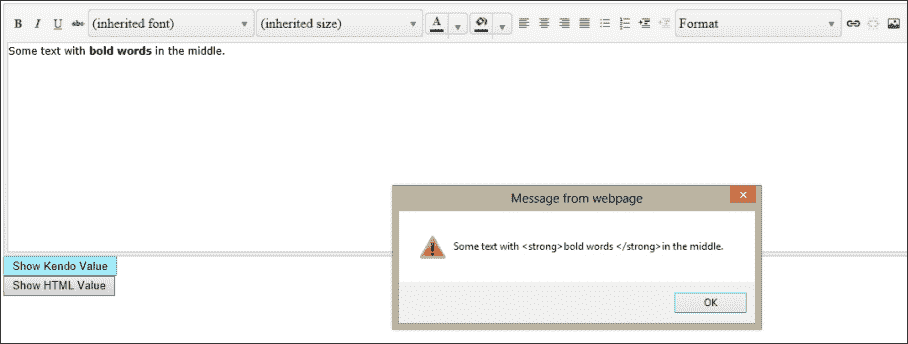 B I U abc (inherited font) (inherited size) A Format
Some text with bold words in the middle.
Message from webpage
Some text with <strong>bold words </strong>in the middle.
OK
Show Kendo Value
Show HTML Value